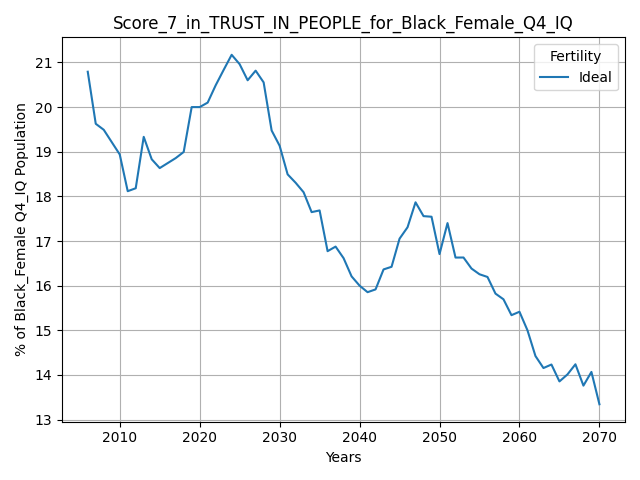 Score_7_in_TRUST_IN_PEOPLE_for_Black_Female_Q4_IQ
Fertility
Ideal
% of Black_Female Q4_IQ Population
21
20
19
18
17
16
15
14
13
2010 2020 2030 2040 2050 2060 2070
Years